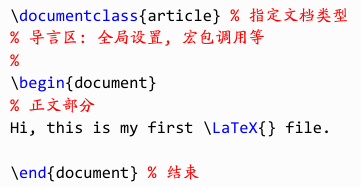 \documentclass{article} % 指定文档类型
% 导言区: 全局设置, 宏包调用等
%
\begin{document}
% 正文部分
Hi, this is my first \LaTeX{} file.
\end{document} % 结束